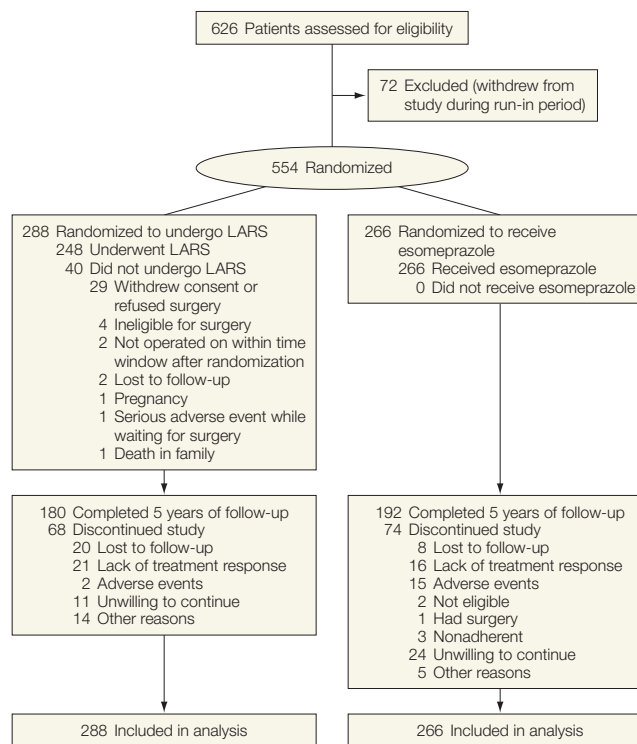 626 Patients assessed for eligibility
72 Excluded (withdrew from
study during run-in period)
554 Randomized
288 Randomized to undergo LARS
248 Underwent LARS
40 Did not undergo LARS
29 Withdrew consent or
refused surgery
4 Ineligible for surgery
2 Not operated on within time
window after randomization
2 Lost to follow-up
1 Pregnancy
1 Serious adverse event while
waiting for surgery
1 Death in family
266 Randomized to receive
esomeprazole
266 Received esomeprazole
0 Did not receive esomeprazole
180 Completed 5 years of follow-up
68 Discontinued study
20 Lost to follow-up
21 Lack of treatment response
2 Adverse events
11 Unwilling to continue
14 Other reasons
192 Completed 5 years of follow-up
74 Discontinued study
8 Lost to follow-up
16 Lack of treatment response
15 Adverse events
2 Not eligible
1 Had surgery
3 Nonadherent
24 Unwilling to continue
5 Other reasons
288 Included in analysis
266 Included in analysis